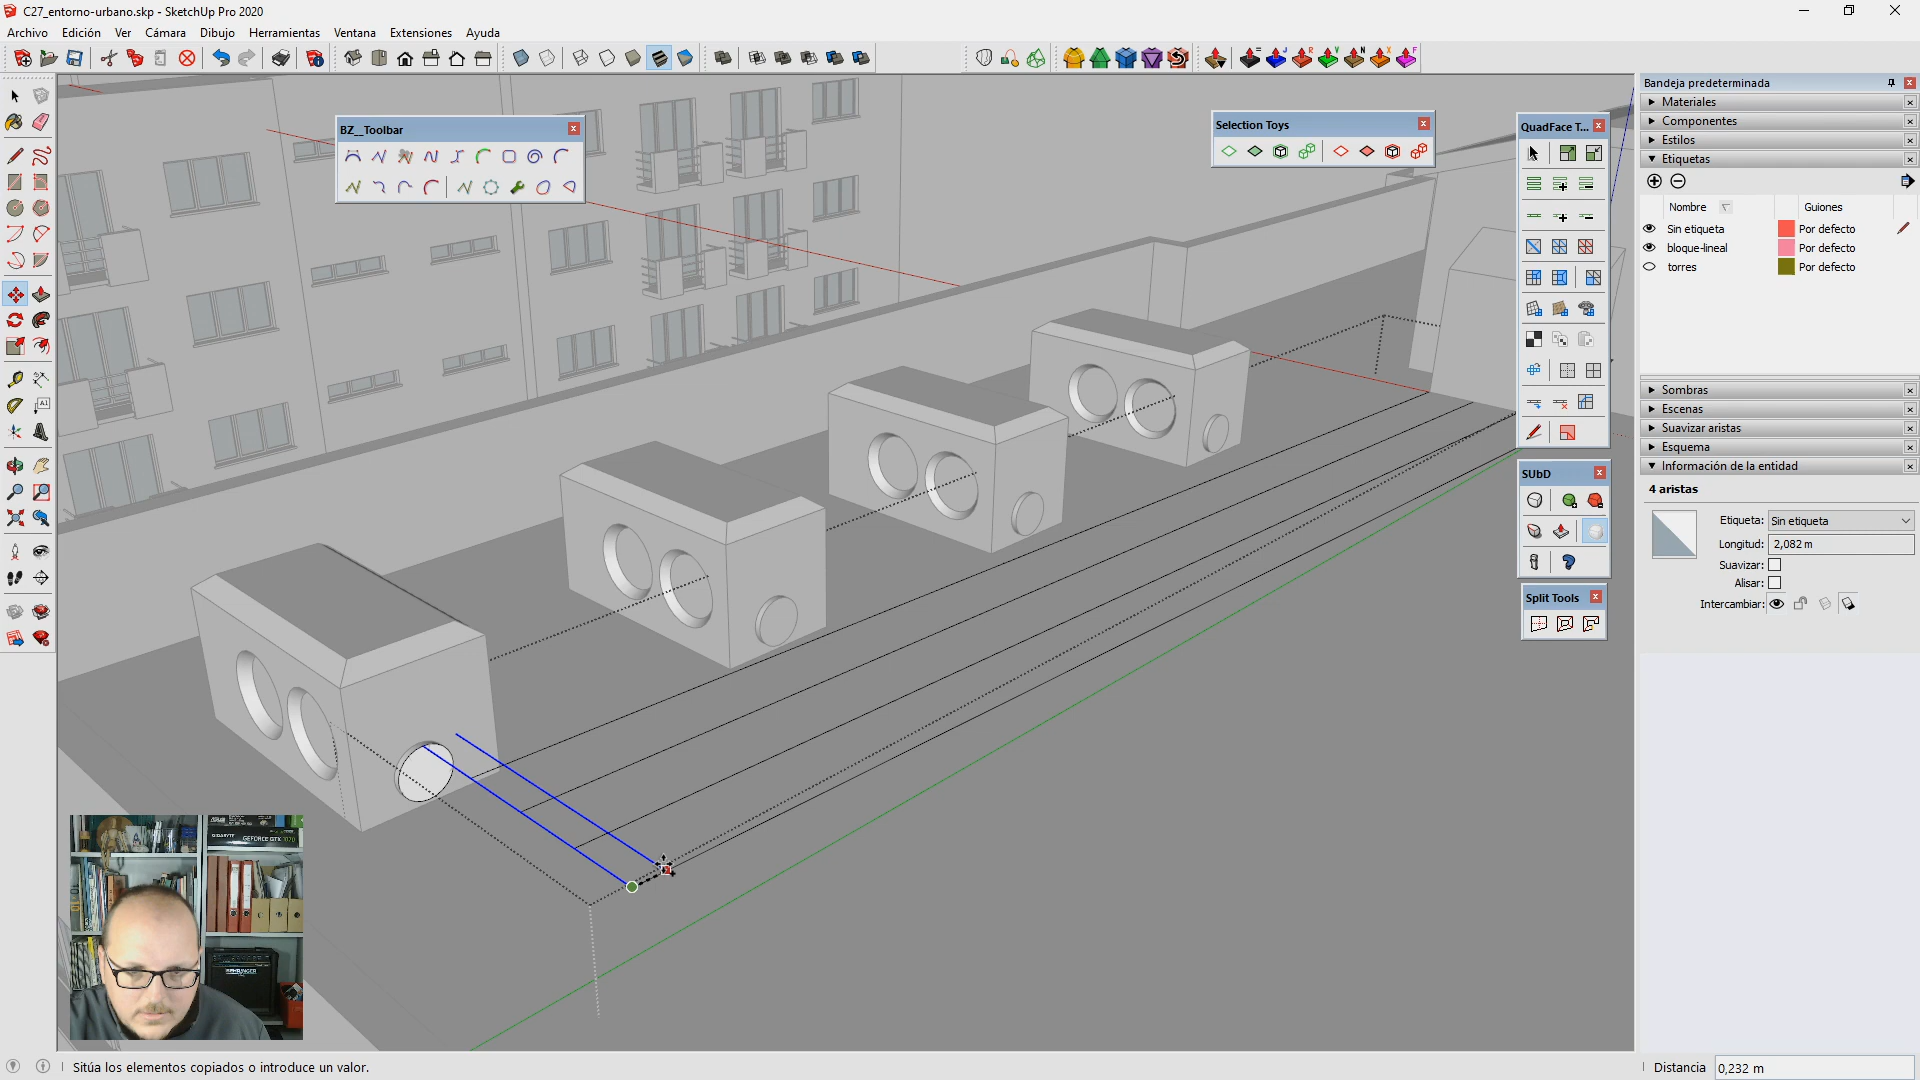 C27_entorno-urbano.skp - SketchUp Pro 2020
Archivo Edición Ver Cámara Dibujo Herramientas Ventana Extensiones Ayuda
BZ__Toolbar
Selection Toys
QuadFace T...
SUbD
Split Tools
Bandeja predeterminada
Materiales
Componentes
Estilos
Etiquetas
Nombre Guiones
Sin etiqueta Por defecto
bloque-lineal Por defecto
torres Por defecto
Sombras
Escenas
Suavizar aristas
Esquema
Información de la entidad
4 aristas
Etiqueta: Sin etiqueta
Longitud: 2,082 m
Suavizar:
Alisar:
Intercambiar:
GEFORCE GTX
BEHRINGER
Sitúa los elementos copiados o introduce un valor.
Distancia 0,232 m